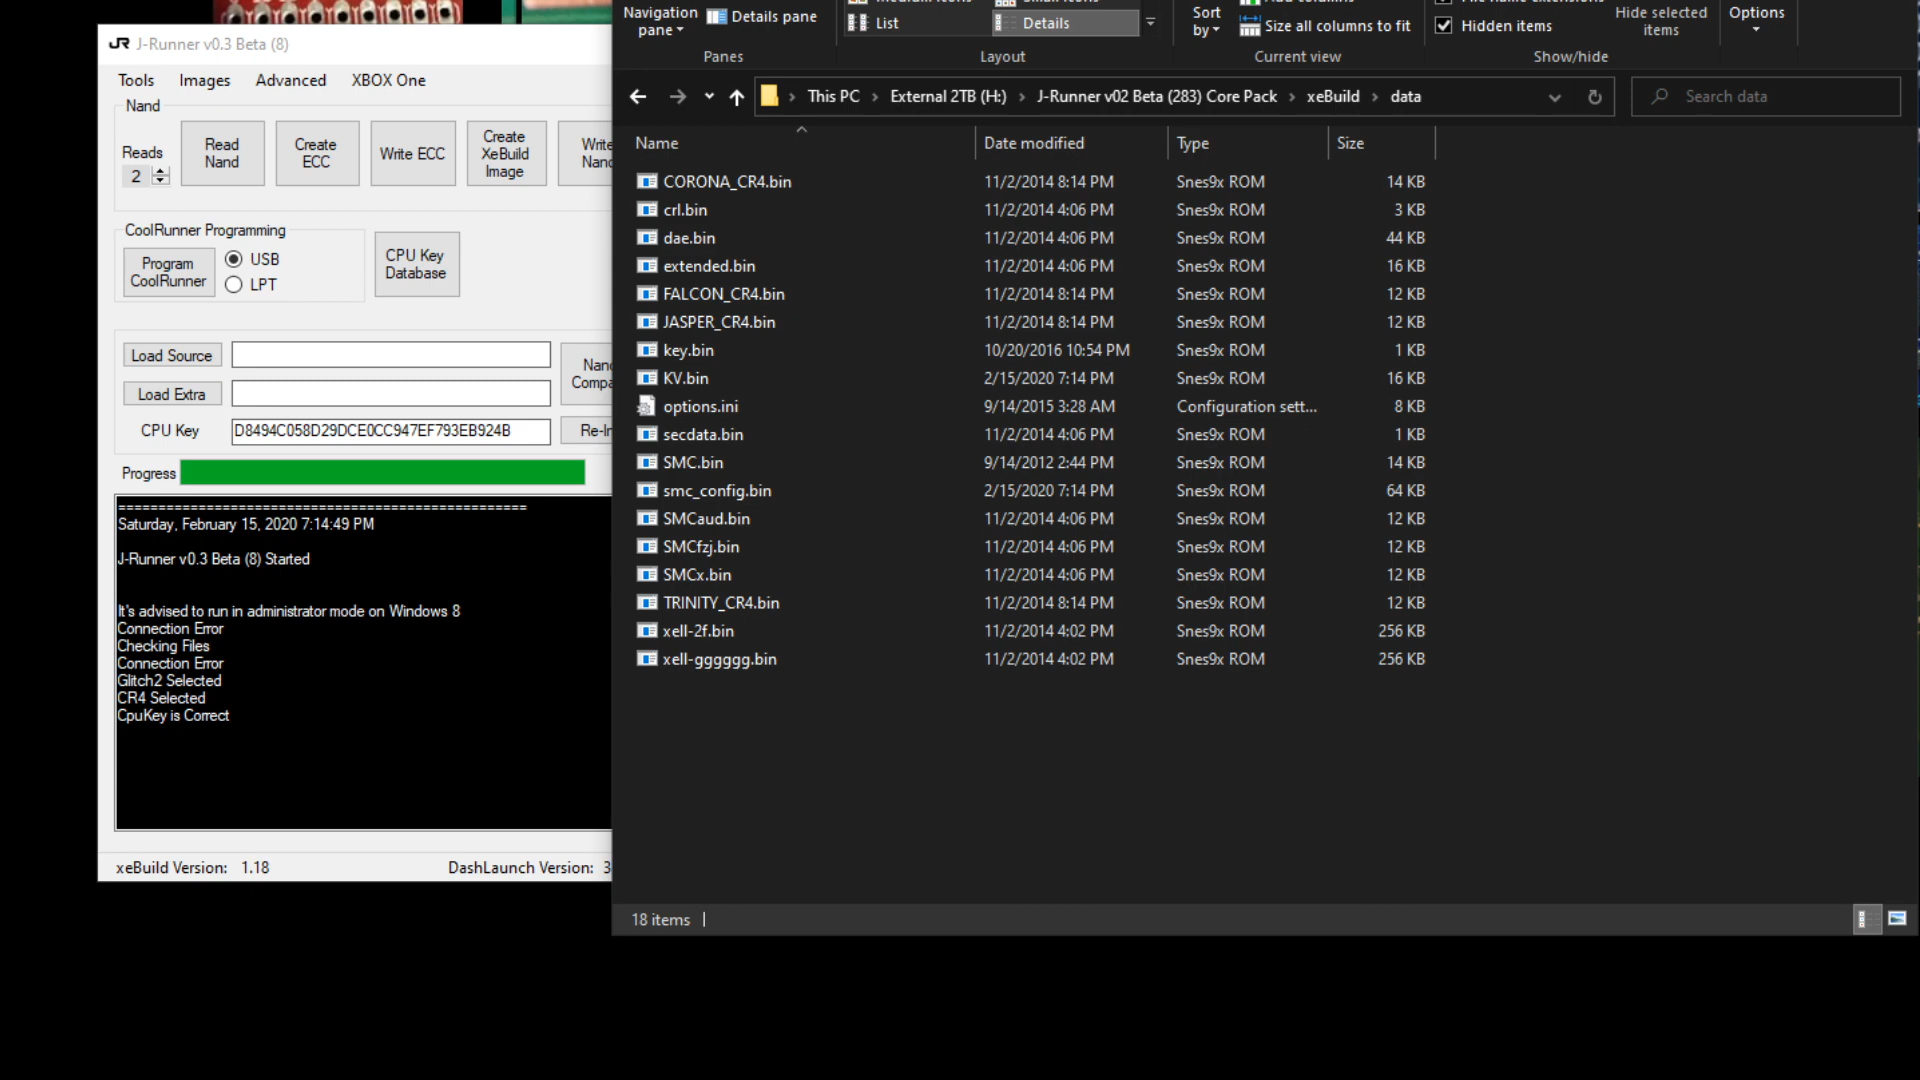 J-Runner v0.3 Beta (8)
Tools Images Advanced XBOX One
Nand
Reads
2
Read
Nand
Create
ECC
Write ECC
Create
XeBuild
Image
CoolRunner Programming
Program
CoolRunner
USB
LPT
CPU Key
Database
Load Source
Load Extra
CPU Key D8494C058D29DCE0CC947EF793EB924B
Progress
==================================================
Saturday, February 15, 2020 7:14:49 PM
J-Runner v0.3 Beta (8) Started
It's advised to run in administrator mode on Windows 8
Connection Error
Checking Files
Connection Error
Glitch2 Selected
CR4 Selected
CpuKey is Correct
xeBuild Version: 1.18 DashLaunch Version: 3
Navigation
pane
Details pane
Panes
List
Details
Layout
Sort
by
Size all columns to fit
Current view
Hidden items
Hide selected
items
Show/hide
Options
This PC > External 2TB (H:) > J-Runner v02 Beta (283) Core Pack > xeBuild > data
Search data
Name Date modified Type Size
CORONA_CR4.bin 11/2/2014 8:14 PM Snes9x ROM 14 KB
crl.bin 11/2/2014 4:06 PM Snes9x ROM 3 KB
dae.bin 11/2/2014 4:06 PM Snes9x ROM 44 KB
extended.bin 11/2/2014 4:06 PM Snes9x ROM 16 KB
FALCON_CR4.bin 11/2/2014 8:14 PM Snes9x ROM 12 KB
JASPER_CR4.bin 11/2/2014 8:14 PM Snes9x ROM 12 KB
key.bin 10/20/2016 10:54 PM Snes9x ROM 1 KB
KV.bin 2/15/2020 7:14 PM Snes9x ROM 16 KB
options.ini 9/14/2015 3:28 AM Configuration sett... 8 KB
secdata.bin 11/2/2014 4:06 PM Snes9x ROM 1 KB
SMC.bin 9/14/2012 2:44 PM Snes9x ROM 14 KB
smc_config.bin 2/15/2020 7:14 PM Snes9x ROM 64 KB
SMCaud.bin 11/2/2014 4:06 PM Snes9x ROM 12 KB
SMCfzj.bin 11/2/2014 4:06 PM Snes9x ROM 12 KB
SMCx.bin 11/2/2014 4:06 PM Snes9x ROM 12 KB
TRINITY_CR4.bin 11/2/2014 8:14 PM Snes9x ROM 12 KB
xell-2f.bin 11/2/2014 4:02 PM Snes9x ROM 256 KB
xell-gggggg.bin 11/2/2014 4:02 PM Snes9x ROM 256 KB
18 items